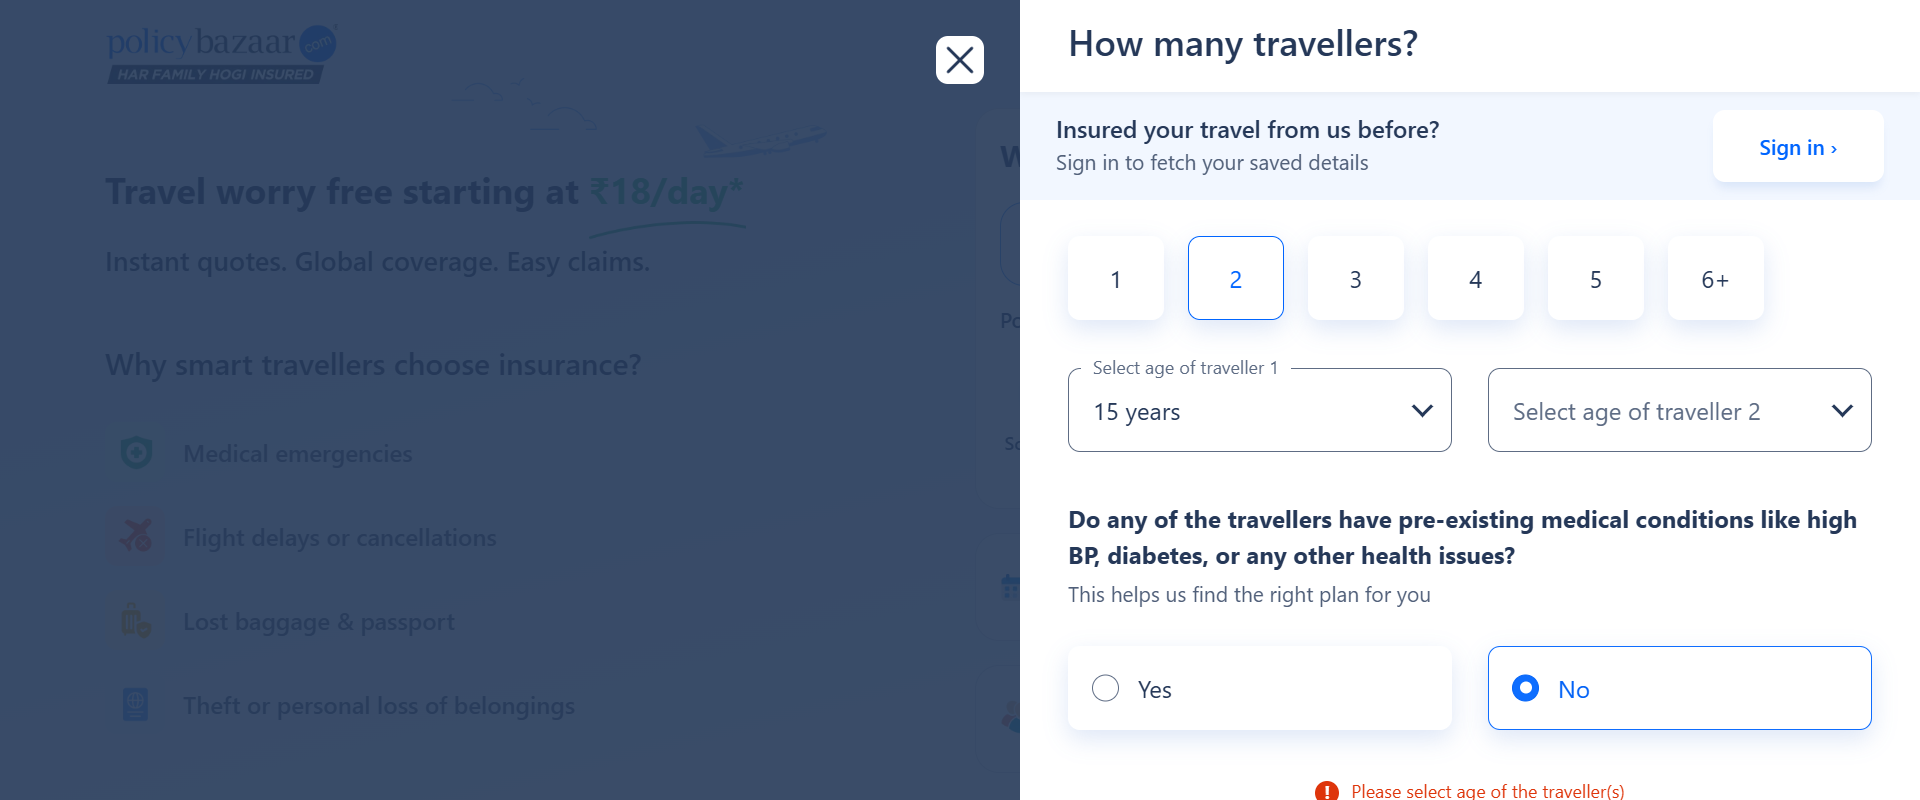 policybazaar.com
HAR FAMILY HOGI INSURED
Travel worry free starting at ₹18/day*
Instant quotes. Global coverage. Easy claims.
Why smart travellers choose insurance?
Medical emergencies
Flight delays or cancellations
Lost baggage & passport
Theft or personal loss of belongings
How many travellers?
Insured your travel from us before?
Sign in to fetch your saved details
Sign in ›
1 2 3 4 5 6+
Select age of traveller 1
15 years
Select age of traveller 2
Do any of the travellers have pre-existing medical conditions like high
BP, diabetes, or any other health issues?
This helps us find the right plan for you
Yes
No
Please select age of the traveller(s)